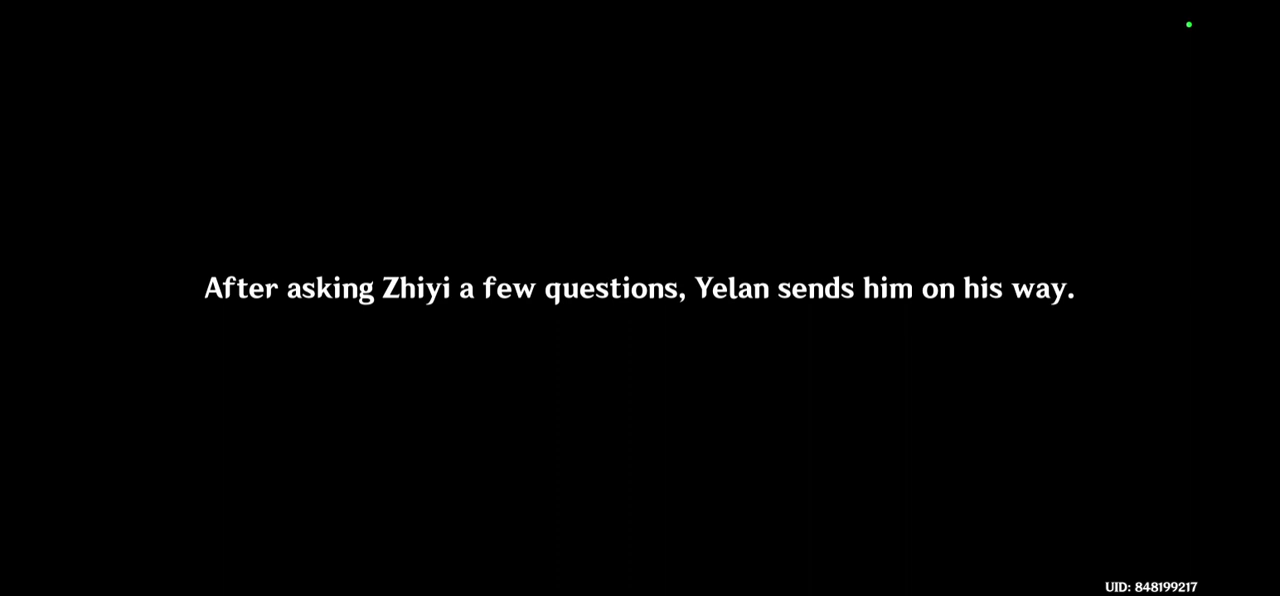 After asking Zhiyi a few questions, Yelan sends him on his way.
UID: 848199217